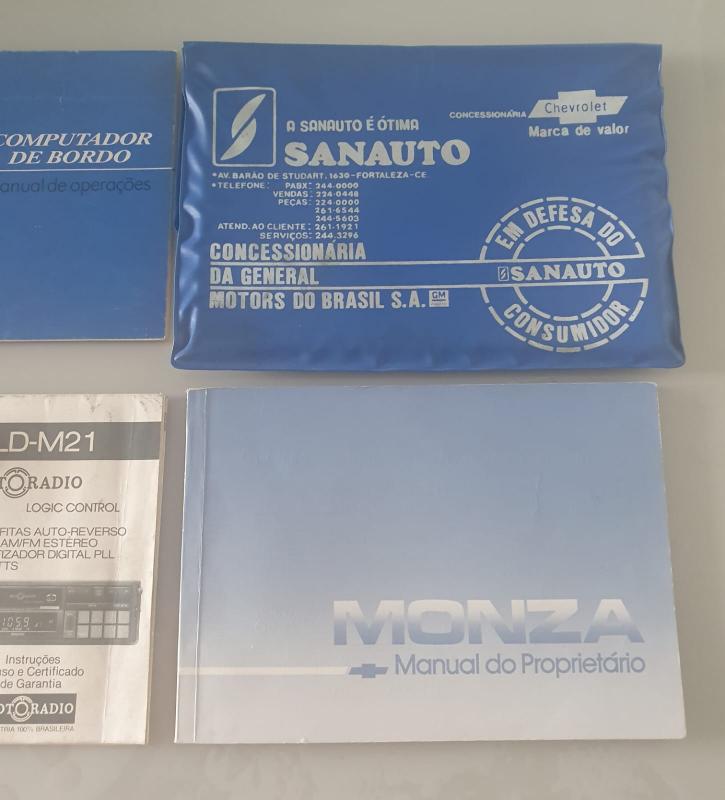 COMPUTADOR
DE BORDO
anual de operações
A SANAUTO É ÓTIMA
SANAUTO
CONCESSIONÁRIA
Chevrolet
Marca de valor
• AV. BARÃO DE STUDART, 1630-FORTALEZA-CE
• TELEFONE: PABX: 244-0000
VENDAS: 224-0448
PEÇAS: 224-0000
261-6544
244-5603
ATEND. AO CLIENTE: 261-1921
SERVIÇOS: 244.3296
CONCESSIONÁRIA
DA GENERAL
MOTORS DO BRASIL S.A. GM
EM DEFESA DO
SANAUTO
CONSUMIDOR
LD-M21
TORADIO
LOGIC CONTROL
FITAS AUTO-REVERSO
AM/FM ESTÉREO
TIZADOR DIGITAL PLL
TTS
1059
Instruções
so e Certificado
de Garantia
OTORADIO
TRIA 100% BRASILEIRA
MONZA
Manual do Proprietário